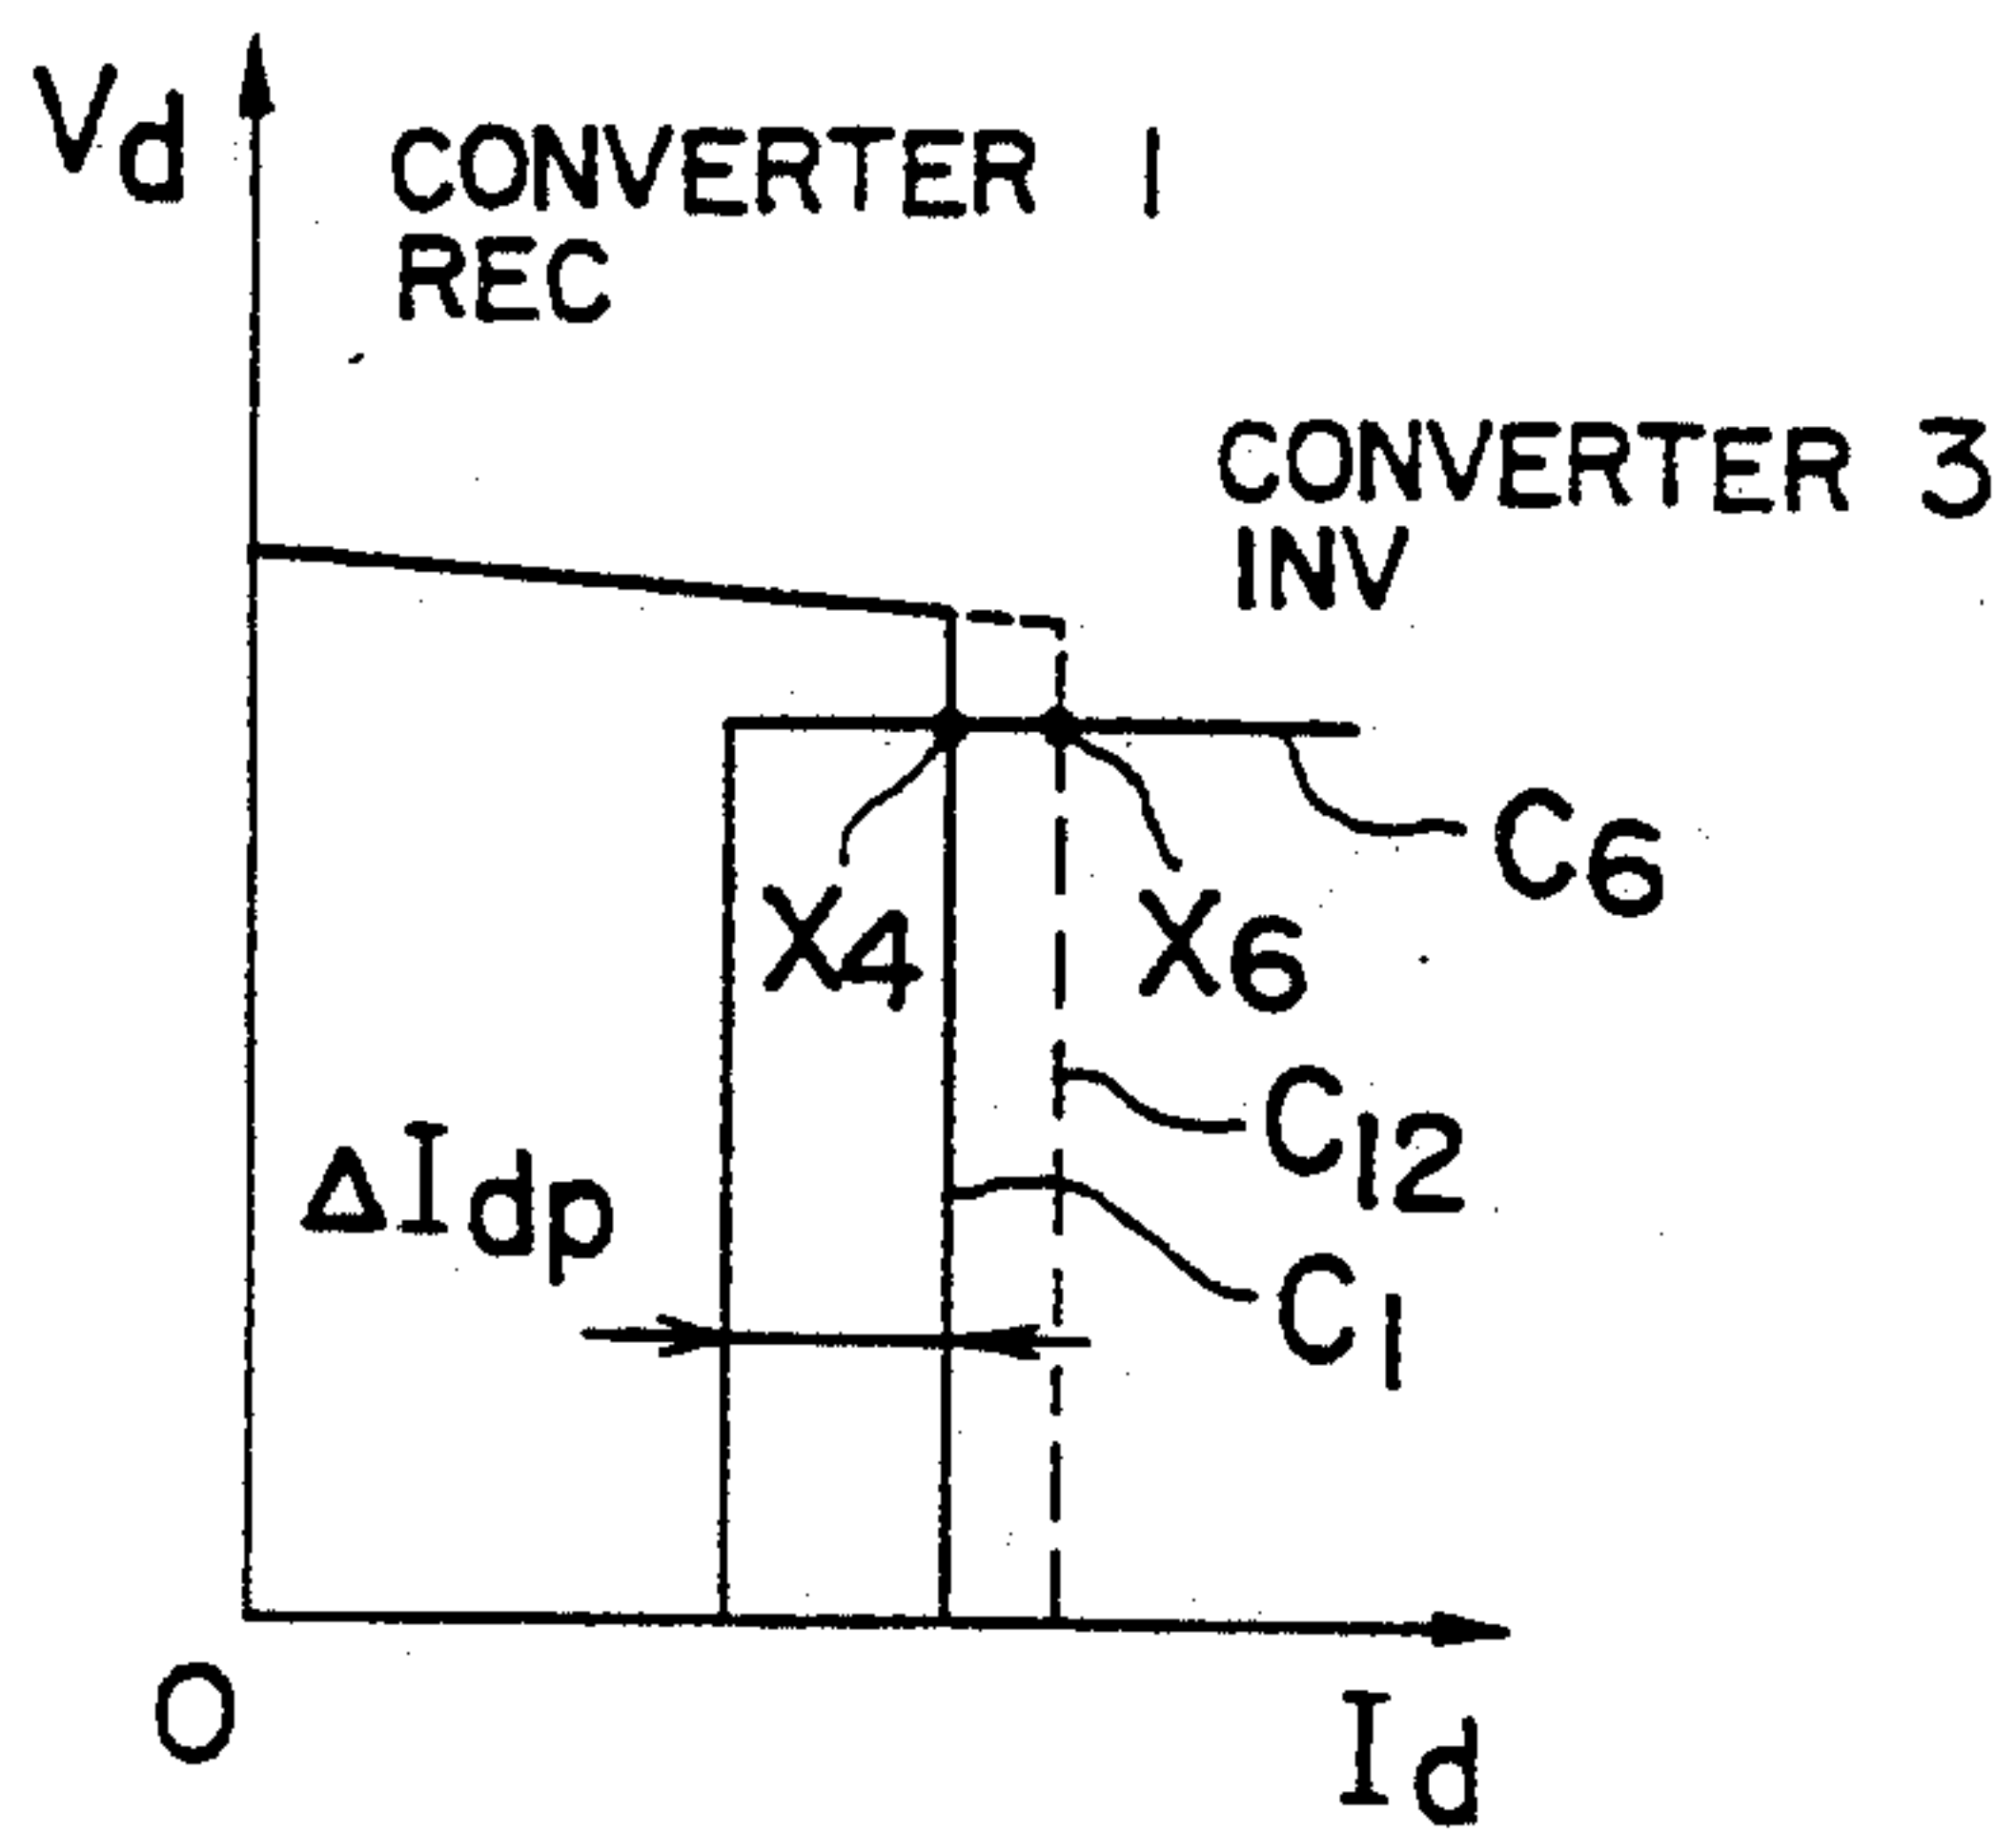 Vd
CONVERTER 1
REC
CONVERTER 3
INV
C6
X4
X6
C12
ΔIdp
C1
O
Id